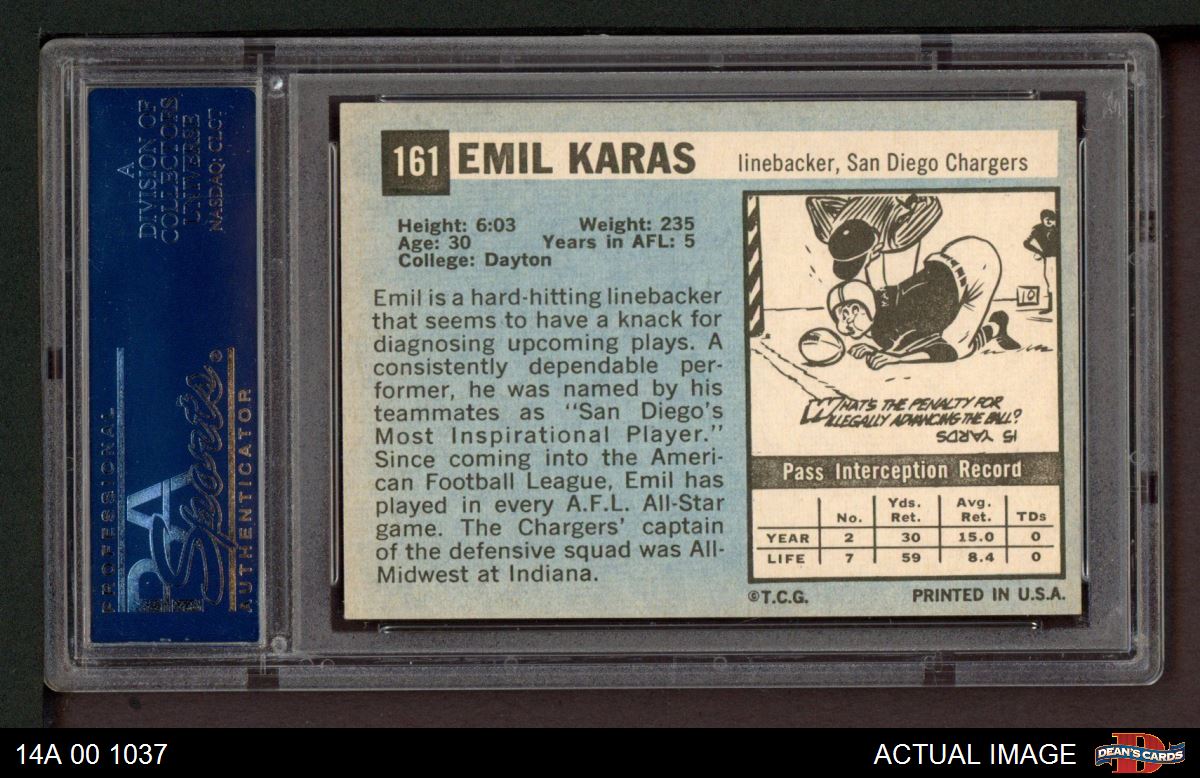 A
DIVISION OF
COLLECTORS
UNIVERSE
NASDAQ: CLCT
PROFESSIONAL
PSA
Sports®
AUTHENTICATOR
161 EMIL KARAS linebacker, San Diego Chargers
Height: 6:03 Weight: 235
Age: 30 Years in AFL: 5
College: Dayton
Emil is a hard-hitting linebacker
that seems to have a knack for
diagnosing upcoming plays. A
consistently dependable per-
former, he was named by his
teammates as "San Diego's
Most Inspirational Player."
Since coming into the Ameri-
can Football League, Emil has
played in every A.F.L. All-Star
game. The Chargers' captain
of the defensive squad was All-
Midwest at Indiana.
10
WHAT'S THE PENALTY FOR
ILLEGALLY ADVANCING THE BALL?
15 YARDS
Pass Interception Record
No. Yds. Ret. Avg. Ret. TDs
YEAR 2 30 15.0 0
LIFE 7 59 8.4 0
©T.C.G. PRINTED IN U.S.A.
14A 00 1037 ACTUAL IMAGE DEAN'S CARDS